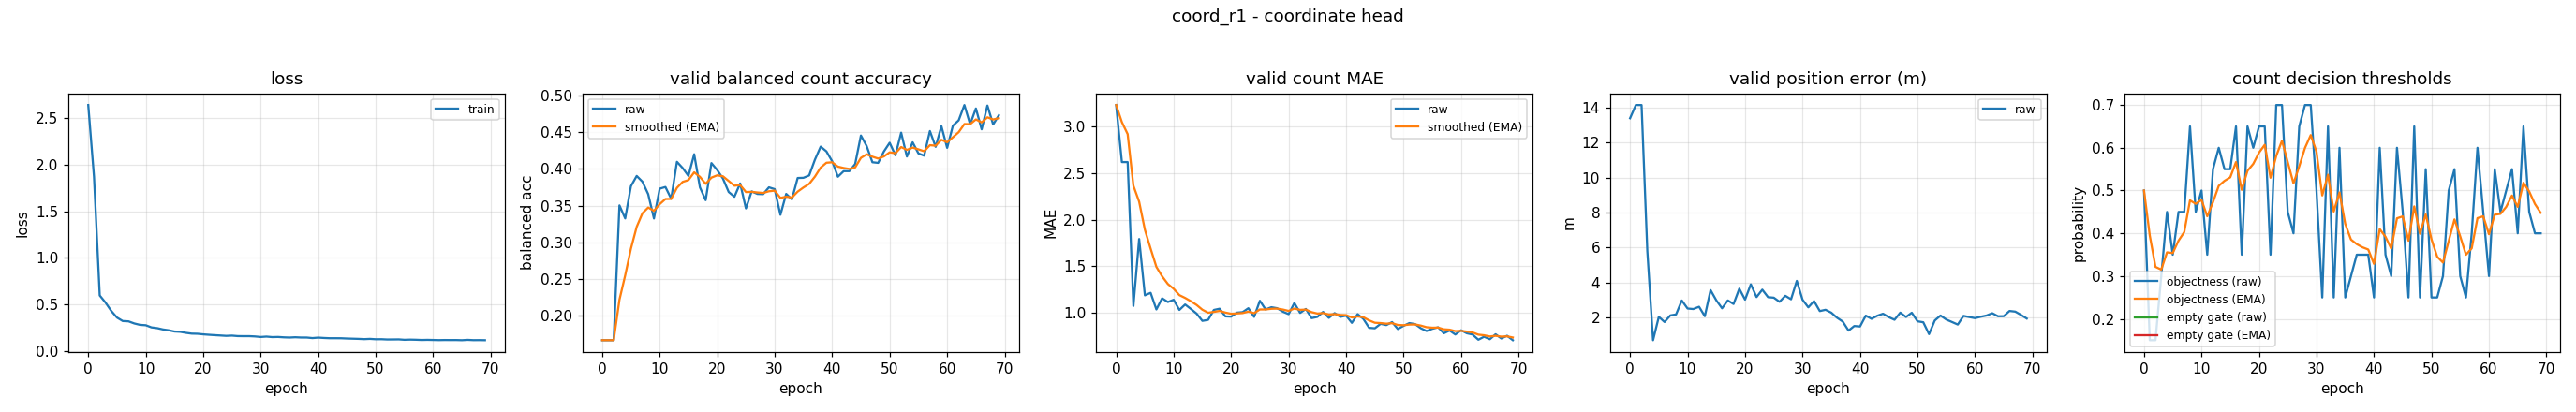 coord_r1 - coordinate head
loss
train
loss
2.5
2.0
1.5
1.0
0.5
0.0
0 10 20 30 40 50 60 70
epoch
valid balanced count accuracy
raw
smoothed (EMA)
balanced acc
0.50
0.45
0.40
0.35
0.30
0.25
0.20
0 10 20 30 40 50 60 70
epoch
valid count MAE
raw
smoothed (EMA)
MAE
3.0
2.5
2.0
1.5
1.0
0 10 20 30 40 50 60 70
epoch
valid position error (m)
raw
m
14
12
10
8
6
4
2
0 10 20 30 40 50 60 70
epoch
count decision thresholds
probability
0.7
0.6
0.5
0.4
0.3
0.2
objectness (raw)
objectness (EMA)
empty gate (raw)
empty gate (EMA)
0 10 20 30 40 50 60 70
epoch